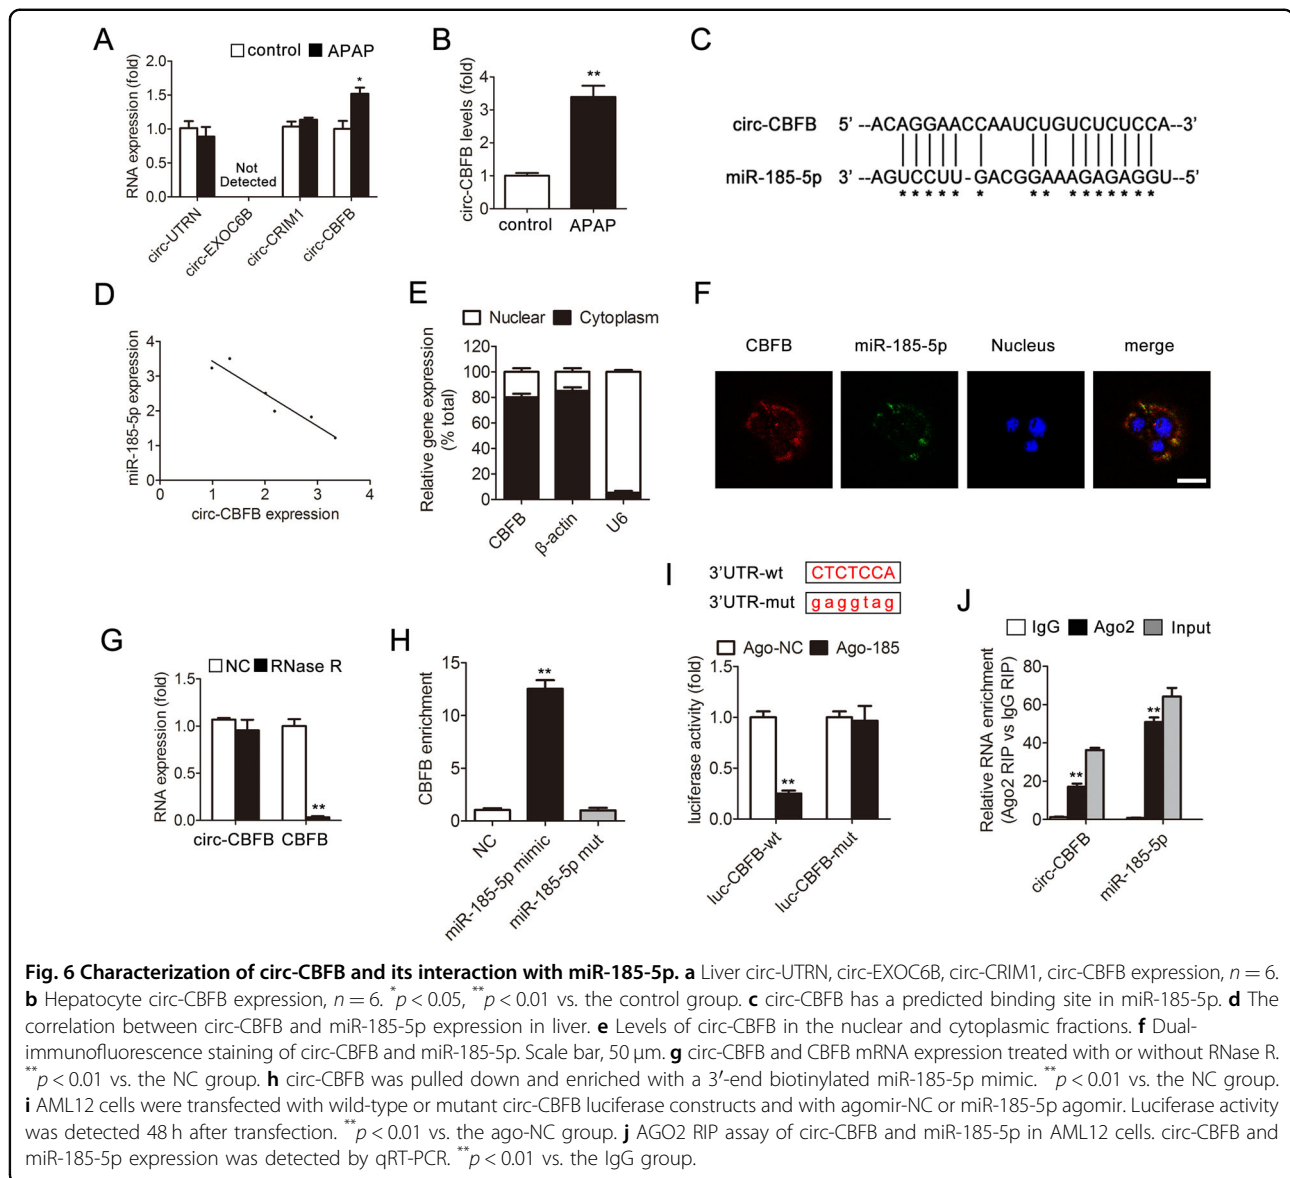 A
control APAP
RNA expression (fold)
2.0
1.5
1.0
0.5
0.0
*
Not
Detected
circ-UTRN
circ-EXOC6B
circ-CRIM1
circ-CBFB
B
circ-CBFB levels (fold)
5
4
3
2
1
0
**
control APAP
C
circ-CBFB 5' --ACAGGAACCAAUCUGUCUCUCCA--3'
miR-185-5p 3' --AGUCCUU-GACGGAAAGAGAGGU--5'
***** * ** *******
D
miR-185-5p expression
4
3
2
1
0
0 1 2 3 4
circ-CBFB expression
E
Nuclear Cytoplasm
Relative gene expression
(% total)
120
100
80
60
40
20
0
CBFB
β-actin
U6
F
CBFB miR-185-5p Nucleus merge
G
NC RNase R
RNA expression (fold)
1.5
1.0
0.5
0.0
**
circ-CBFB CBFB
H
CBFB enrichment
15
10
5
0
**
NC
miR-185-5p mimic
miR-185-5p mut
I
3'UTR-wt CTCTCCA
3'UTR-mut gaggtag
Ago-NC Ago-185
luciferase activity (fold)
1.5
1.0
0.5
0.0
**
luc-CBFB-wt
luc-CBFB-mut
J
IgG Ago2 Input
Relative RNA enrichment
(Ago2 RIP vs IgG RIP)
80
60
40
20
0
**
**
circ-CBFB
miR-185-5p
Fig. 6 Characterization of circ-CBFB and its interaction with miR-185-5p. a Liver circ-UTRN, circ-EXOC6B, circ-CRIM1, circ-CBFB expression, n = 6.
b Hepatocyte circ-CBFB expression, n = 6. *p < 0.05, **p < 0.01 vs. the control group. c circ-CBFB has a predicted binding site in miR-185-5p. d The
correlation between circ-CBFB and miR-185-5p expression in liver. e Levels of circ-CBFB in the nuclear and cytoplasmic fractions. f Dual-
immunofluorescence staining of circ-CBFB and miR-185-5p. Scale bar, 50 μm. g circ-CBFB and CBFB mRNA expression treated with or without RNase R.
**p < 0.01 vs. the NC group. h circ-CBFB was pulled down and enriched with a 3′-end biotinylated miR-185-5p mimic. **p < 0.01 vs. the NC group.
i AML12 cells were transfected with wild-type or mutant circ-CBFB luciferase constructs and with agomir-NC or miR-185-5p agomir. Luciferase activity
was detected 48 h after transfection. **p < 0.01 vs. the ago-NC group. j AGO2 RIP assay of circ-CBFB and miR-185-5p in AML12 cells. circ-CBFB and
miR-185-5p expression was detected by qRT-PCR. **p < 0.01 vs. the IgG group.